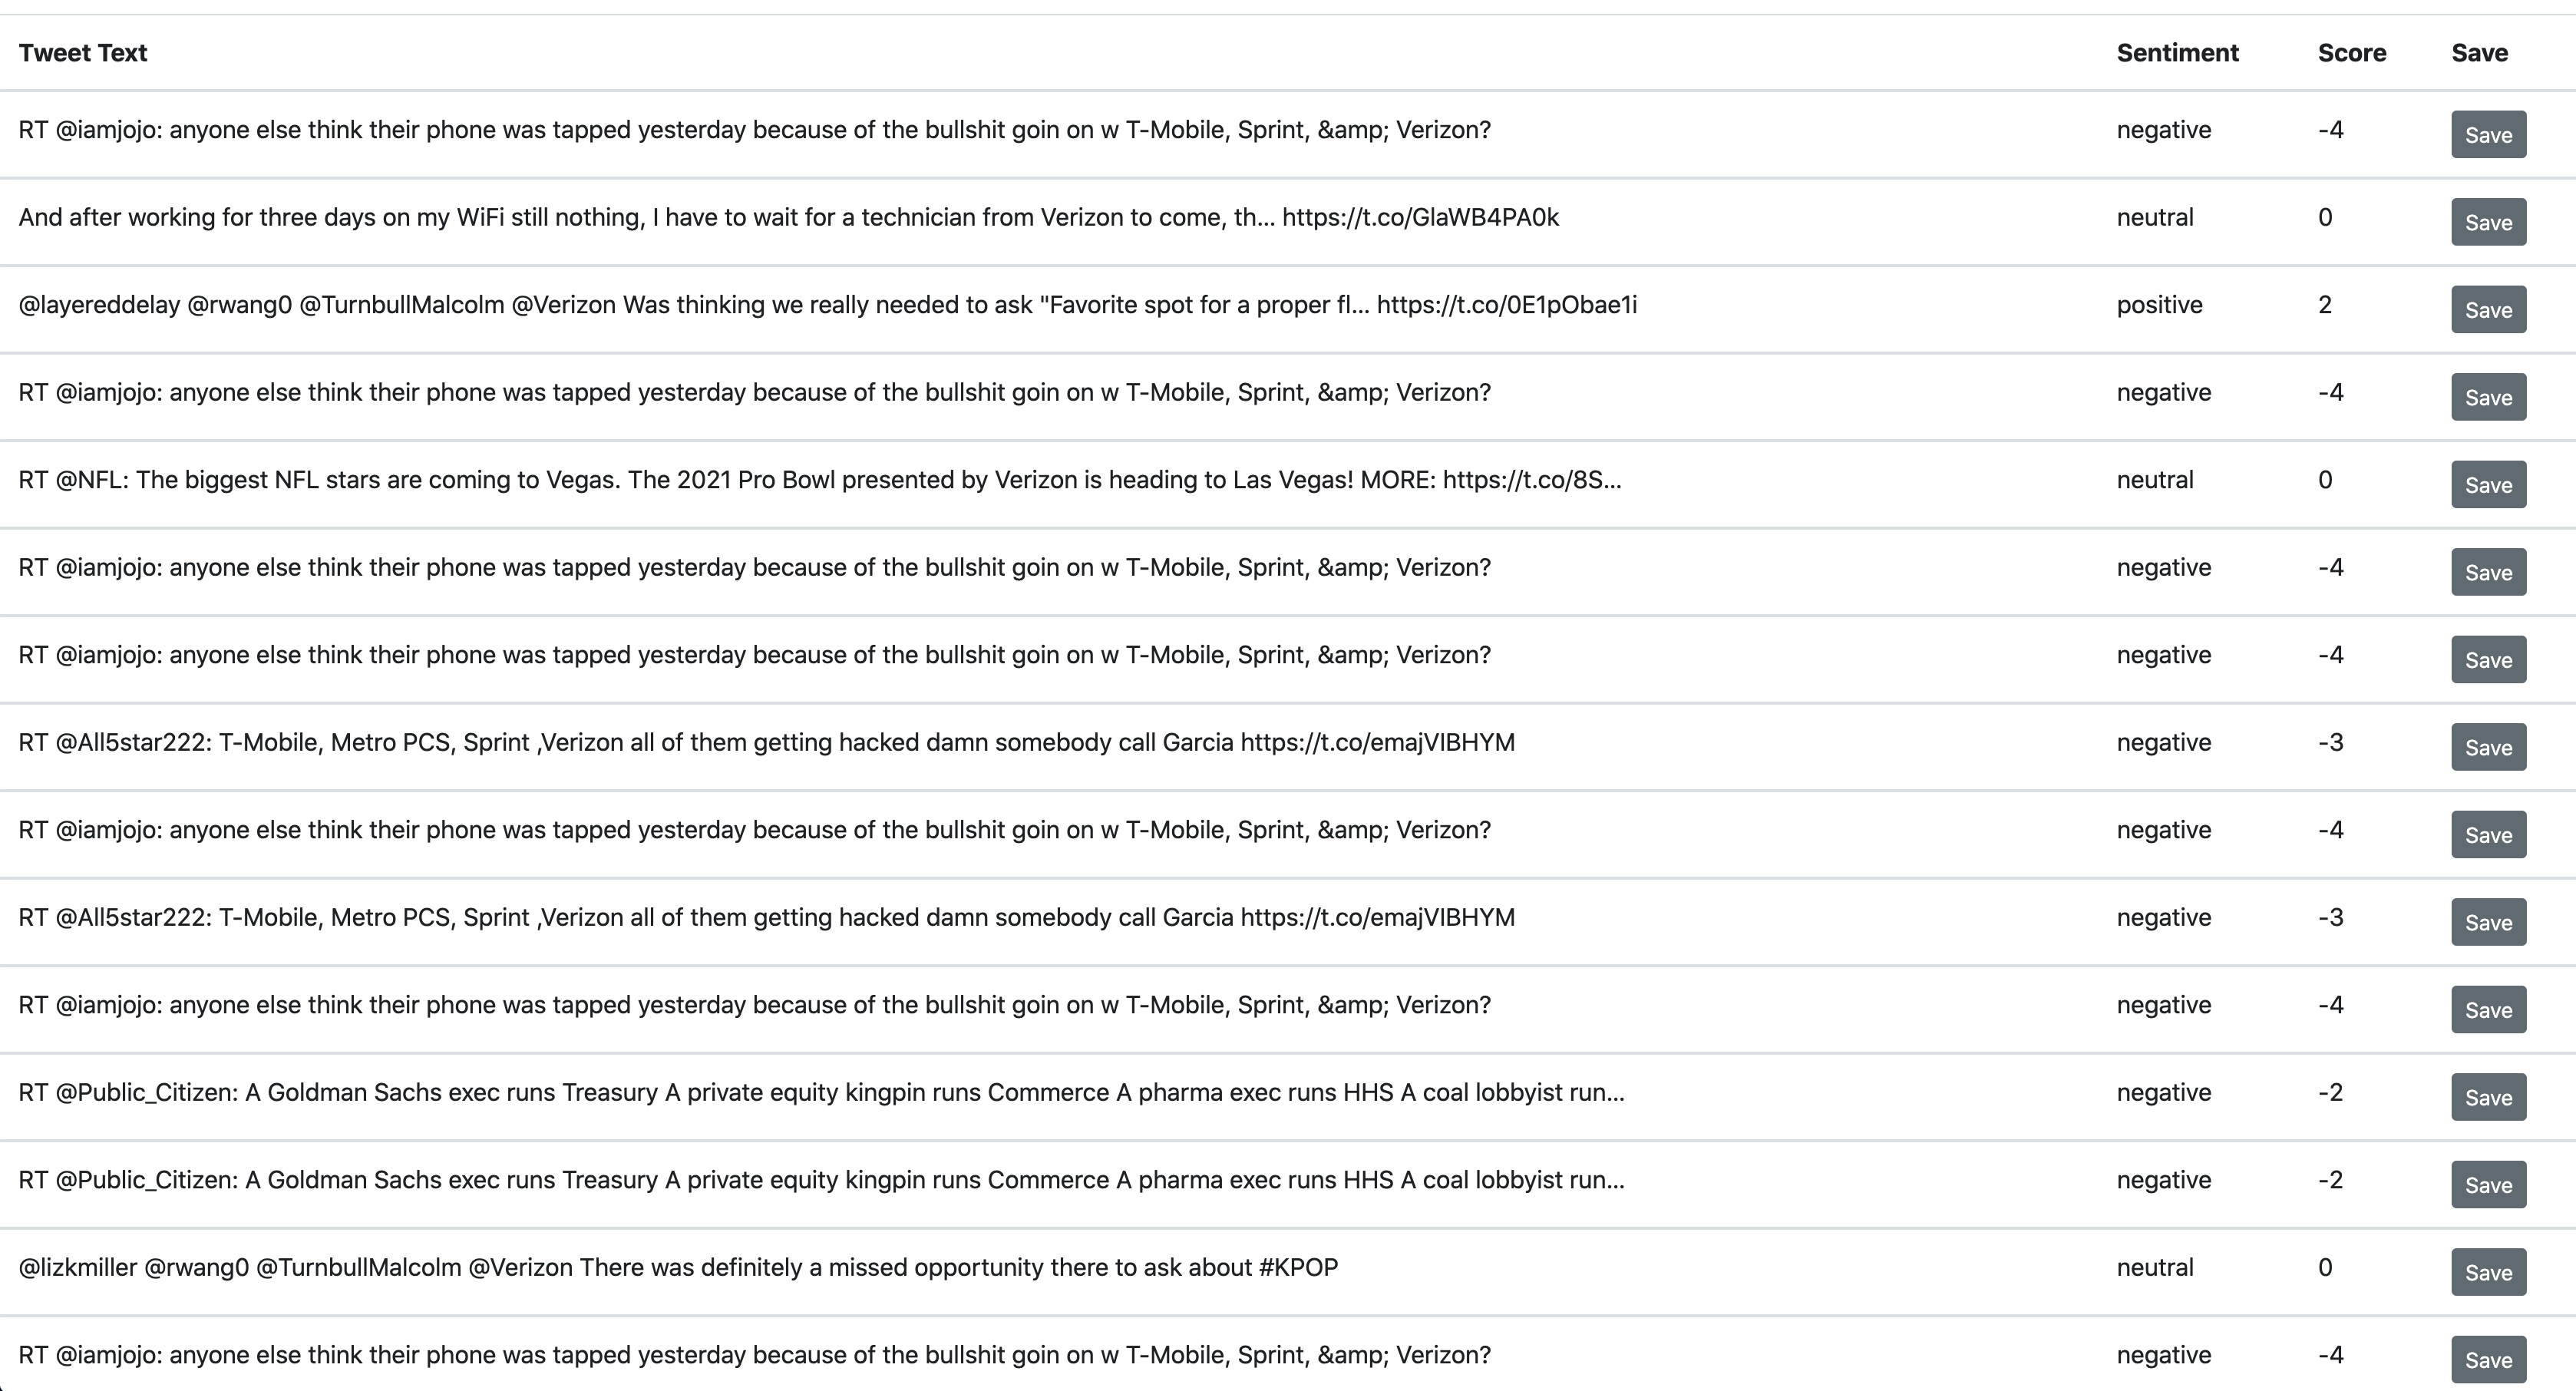 Tweet Text Sentiment Score Save
RT @iamjojo: anyone else think their phone was tapped yesterday because of the bullshit goin on w T-Mobile, Sprint, &amp; Verizon? negative -4 Save
And after working for three days on my WiFi still nothing, I have to wait for a technician from Verizon to come, th… https://t.co/GlaWB4PA0k neutral 0 Save
@layereddelay @rwang0 @TurnbullMalcolm @Verizon Was thinking we really needed to ask "Favorite spot for a proper fl… https://t.co/0E1pObae1i positive 2 Save
RT @iamjojo: anyone else think their phone was tapped yesterday because of the bullshit goin on w T-Mobile, Sprint, &amp; Verizon? negative -4 Save
RT @NFL: The biggest NFL stars are coming to Vegas. The 2021 Pro Bowl presented by Verizon is heading to Las Vegas! MORE: https://t.co/8S… neutral 0 Save
RT @iamjojo: anyone else think their phone was tapped yesterday because of the bullshit goin on w T-Mobile, Sprint, &amp; Verizon? negative -4 Save
RT @iamjojo: anyone else think their phone was tapped yesterday because of the bullshit goin on w T-Mobile, Sprint, &amp; Verizon? negative -4 Save
RT @All5star222: T-Mobile, Metro PCS, Sprint ,Verizon all of them getting hacked damn somebody call Garcia https://t.co/emajVIBHYM negative -3 Save
RT @iamjojo: anyone else think their phone was tapped yesterday because of the bullshit goin on w T-Mobile, Sprint, &amp; Verizon? negative -4 Save
RT @All5star222: T-Mobile, Metro PCS, Sprint ,Verizon all of them getting hacked damn somebody call Garcia https://t.co/emajVIBHYM negative -3 Save
RT @iamjojo: anyone else think their phone was tapped yesterday because of the bullshit goin on w T-Mobile, Sprint, &amp; Verizon? negative -4 Save
RT @Public_Citizen: A Goldman Sachs exec runs Treasury A private equity kingpin runs Commerce A pharma exec runs HHS A coal lobbyist run… negative -2 Save
RT @Public_Citizen: A Goldman Sachs exec runs Treasury A private equity kingpin runs Commerce A pharma exec runs HHS A coal lobbyist run… negative -2 Save
@lizkmiller @rwang0 @TurnbullMalcolm @Verizon There was definitely a missed opportunity there to ask about #KPOP neutral 0 Save
RT @iamjojo: anyone else think their phone was tapped yesterday because of the bullshit goin on w T-Mobile, Sprint, &amp; Verizon? negative -4 Save